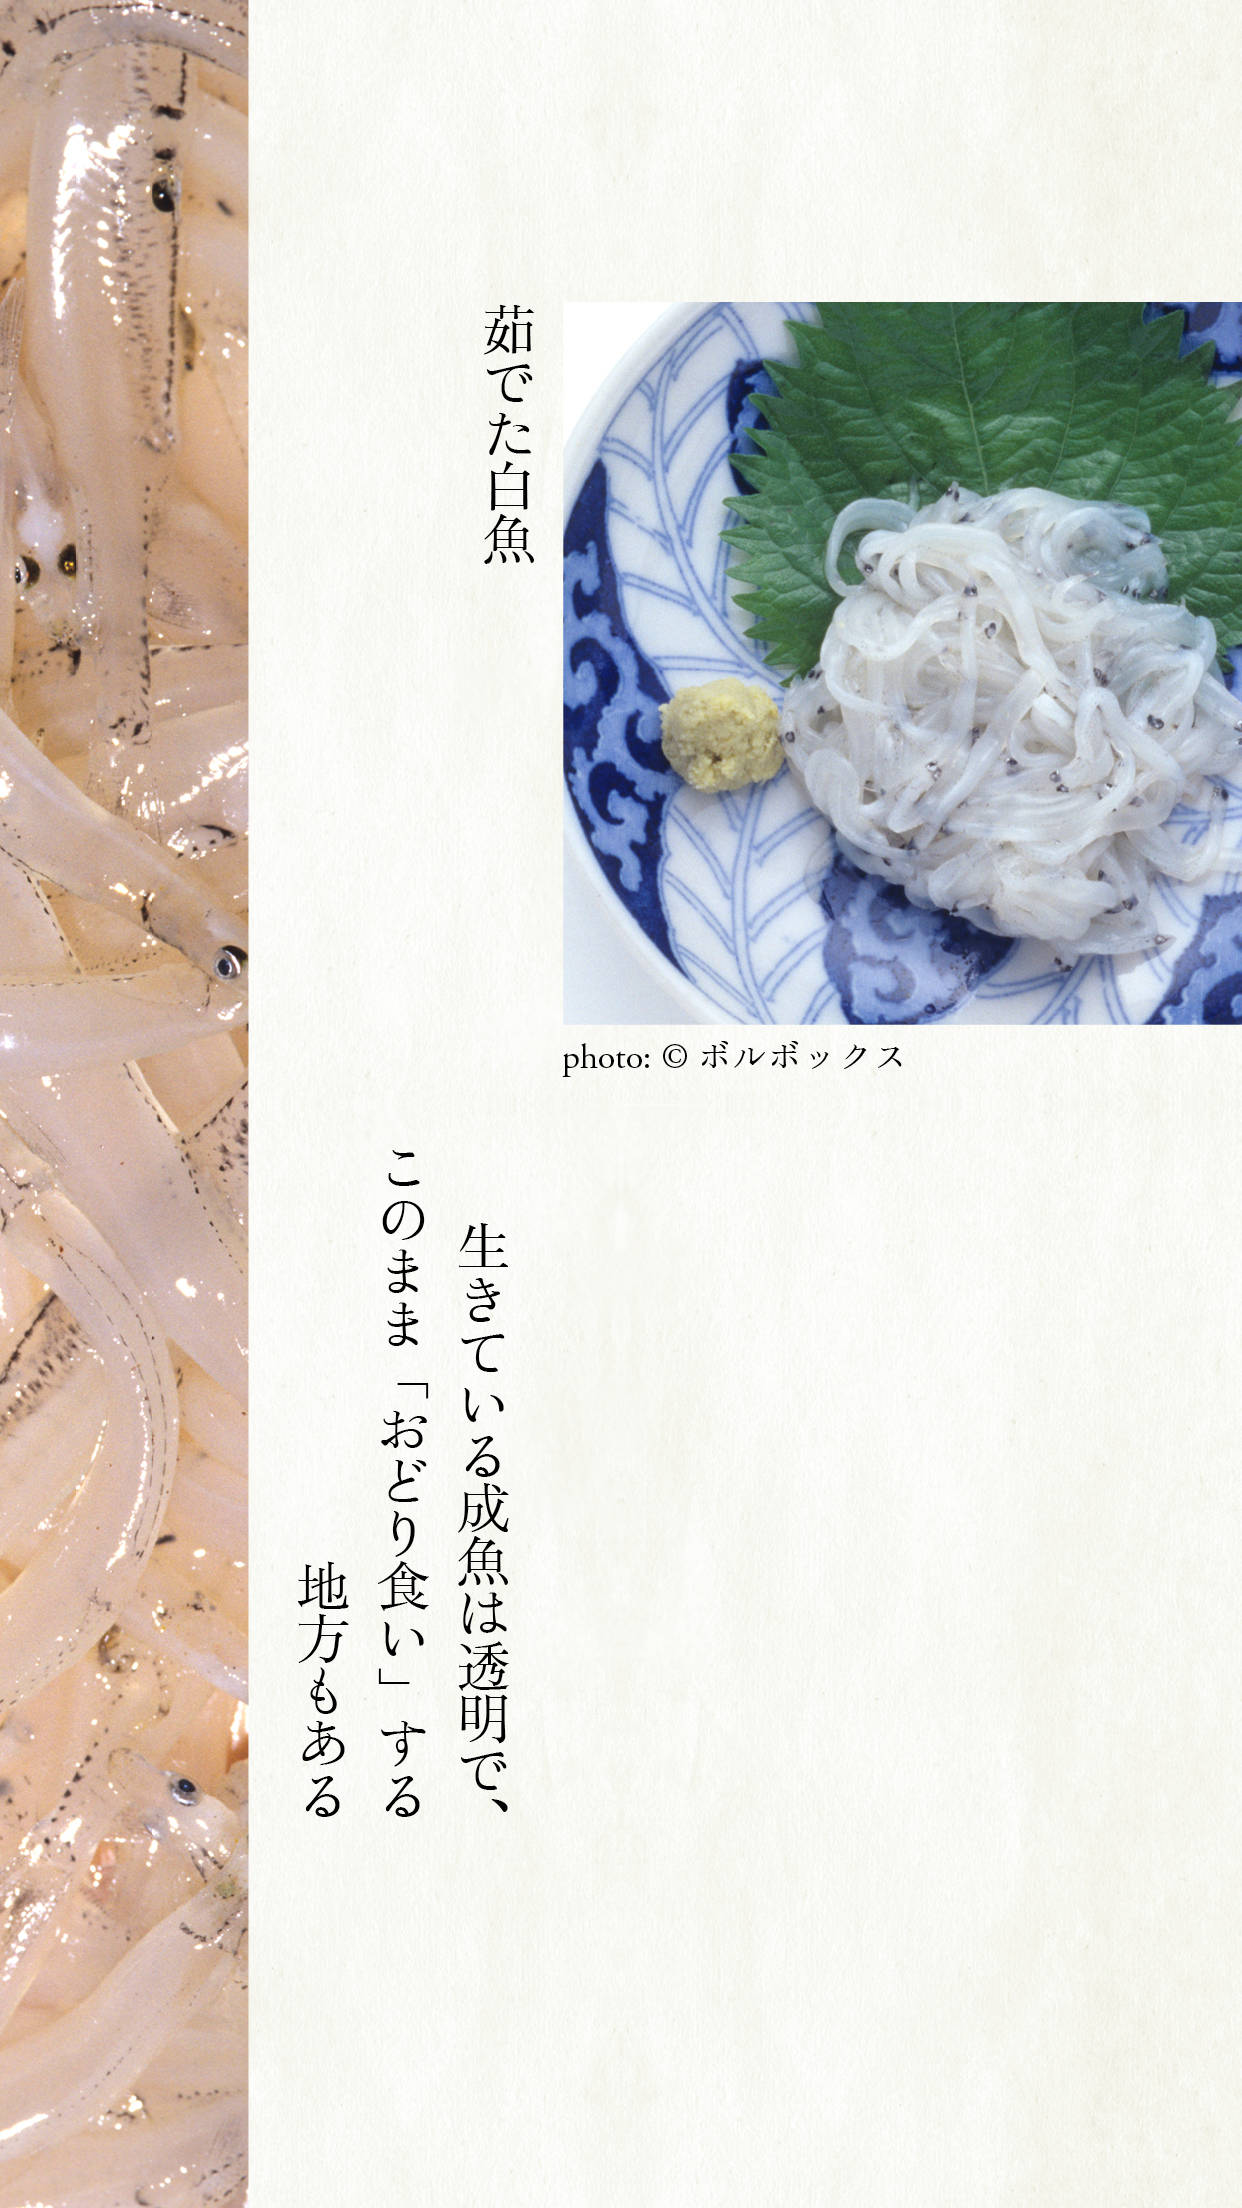 茹でた白魚
photo: © ボルボックス
生きている成魚は透明で、
このまま「おどり食い」する
地方もある